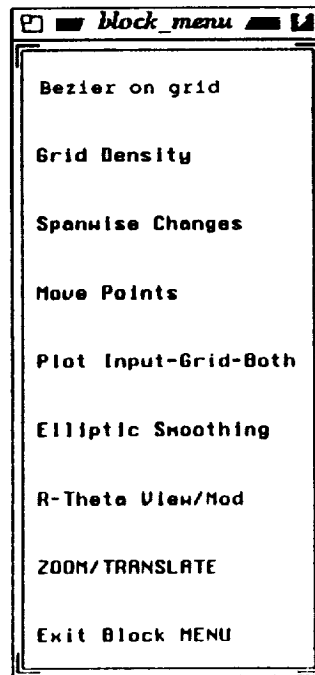 block_menu
Bezier on grid
Grid Density
Spanwise Changes
Move Points
Plot Input-Grid-Both
Elliptic Smoothing
R-Theta View/Mod
ZOOM/TRANSLATE
Exit Block MENU